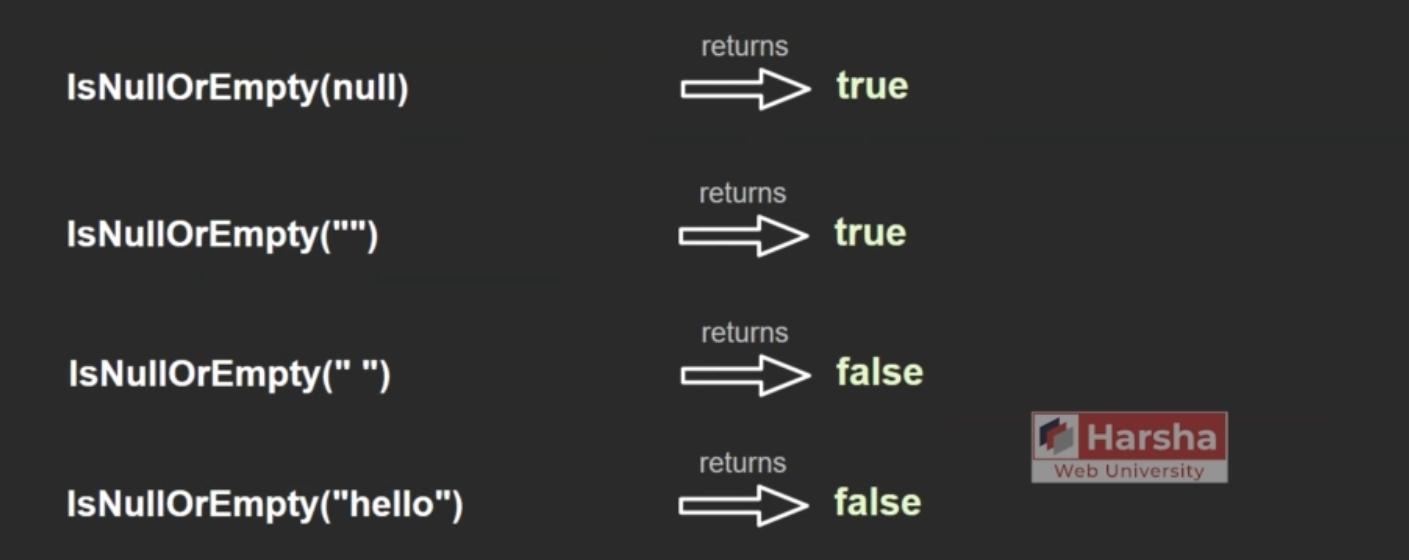 returns
IsNullOrEmpty(null) true
returns
IsNullOrEmpty("") true
returns
IsNullOrEmpty(" ") false
Harsha
Web University
returns
IsNullOrEmpty("hello") false